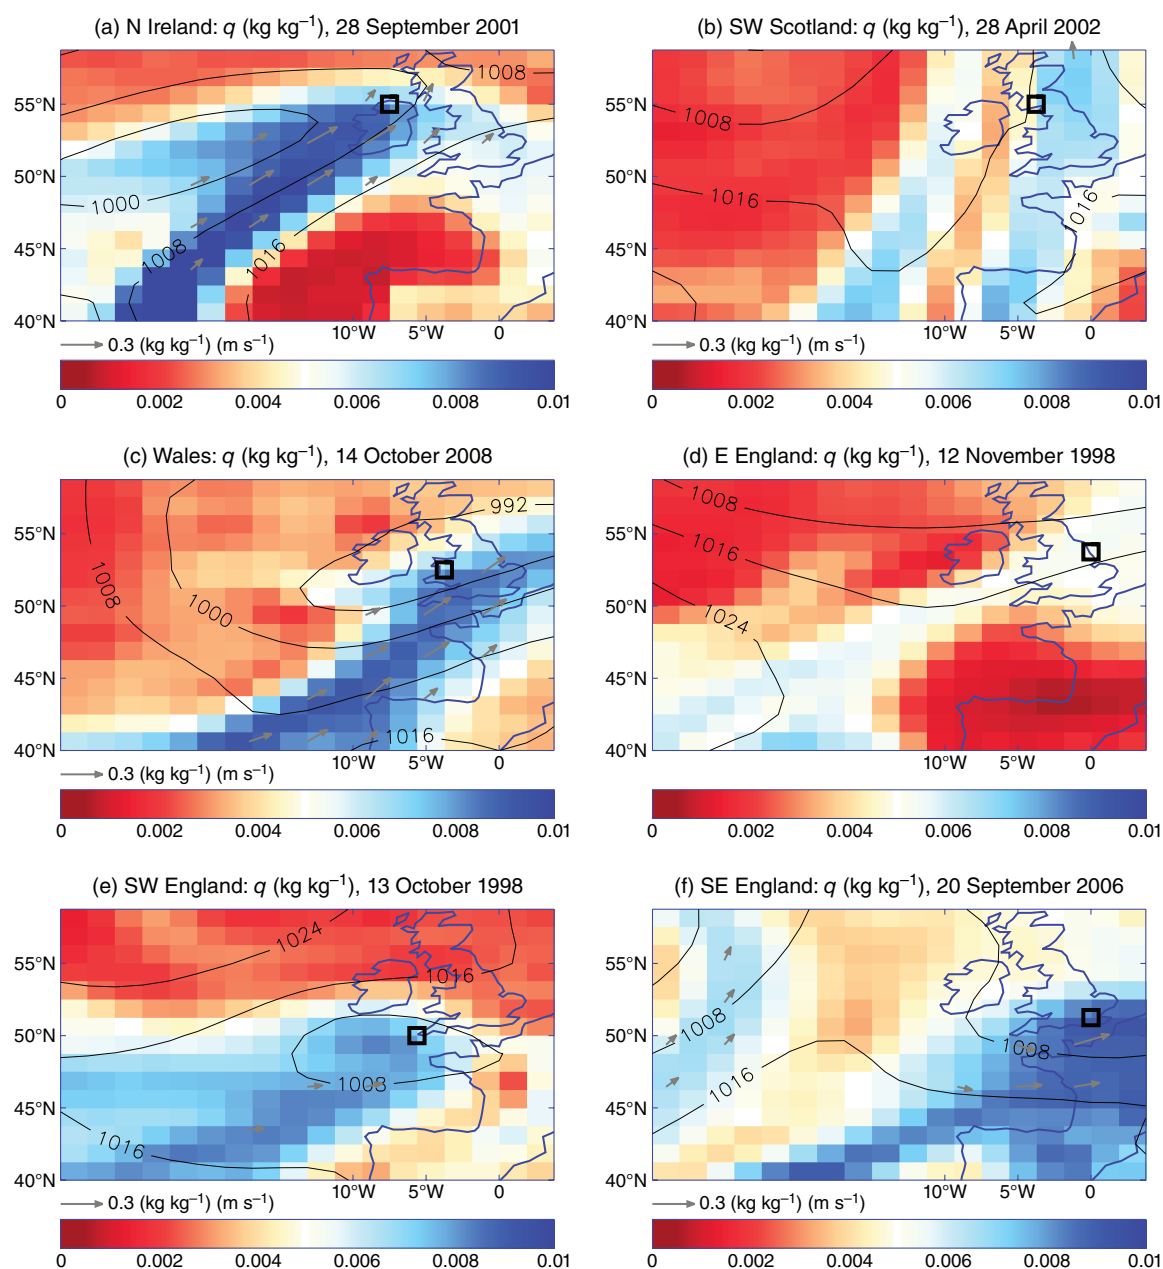 (a) N Ireland: q (kg kg⁻¹), 28 September 2001
55°N
50°N
45°N
40°N
1008
1000
1008
1016
10°W 5°W 0
0.3 (kg kg⁻¹) (m s⁻¹)
0 0.002 0.004 0.006 0.008 0.01
(b) SW Scotland: q (kg kg⁻¹), 28 April 2002
55°N
50°N
45°N
40°N
1008
1016
1016
10°W 5°W 0
0 0.002 0.004 0.006 0.008 0.01
(c) Wales: q (kg kg⁻¹), 14 October 2008
55°N
50°N
45°N
40°N
992
1008
1000
1016
10°W 5°W 0
0.3 (kg kg⁻¹) (m s⁻¹)
0 0.002 0.004 0.006 0.008 0.01
(d) E England: q (kg kg⁻¹), 12 November 1998
55°N
50°N
45°N
40°N
1008
1016
1024
10°W 5°W 0
0 0.002 0.004 0.006 0.008 0.01
(e) SW England: q (kg kg⁻¹), 13 October 1998
55°N
50°N
45°N
40°N
1024
1016
1008
1016
10°W 5°W 0
0.3 (kg kg⁻¹) (m s⁻¹)
0 0.002 0.004 0.006 0.008 0.01
(f) SE England: q (kg kg⁻¹), 20 September 2006
55°N
50°N
45°N
40°N
1008
1008
1016
10°W 5°W 0
0.3 (kg kg⁻¹) (m s⁻¹)
0 0.002 0.004 0.006 0.008 0.01